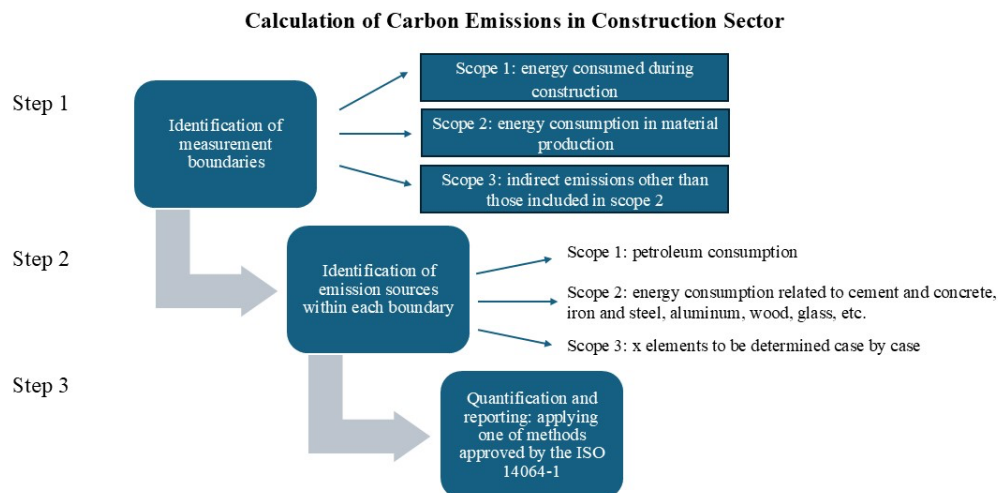 Calculation of Carbon Emissions in Construction Sector
Step 1
Identification of
measurement
boundaries
Scope 1: energy consumed during
construction
Scope 2: energy consumption in material
production
Scope 3: indirect emissions other than
those included in scope 2
Step 2
Identification of
emission sources
within each boundary
Scope 1: petroleum consumption
Scope 2: energy consumption related to cement and concrete,
iron and steel, aluminum, wood, glass, etc.
Scope 3: x elements to be determined case by case
Step 3
Quantification and
reporting: applying
one of methods
approved by the ISO
14064-1